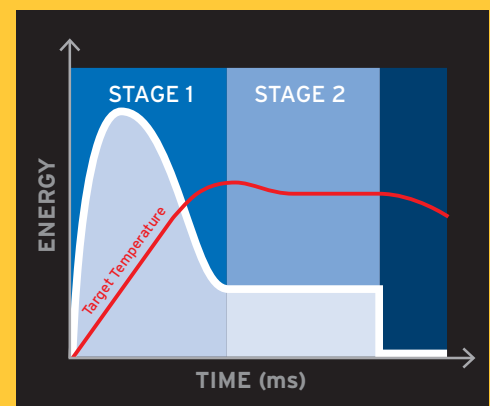 STAGE 1
STAGE 2
ENERGY
Target Temperature
TIME (ms)